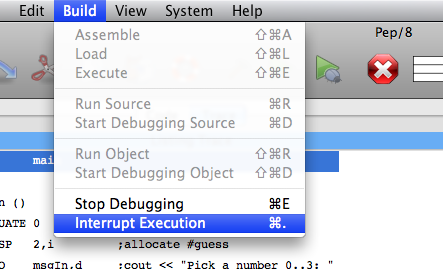 Edit Build View System Help
Pep/8
Assemble ⇧⌘A
Load ⇧⌘L
Execute ⇧⌘E
Run Source ⌘R
Start Debugging Source ⌘D
Run Object ⇧⌘R
Start Debugging Object ⇧⌘D
Stop Debugging ⌘E
Interrupt Execution ⌘.
mai
n ()
UATE 0
SP 2,i ;allocate #guess
O msgIn,d ;cout << "Pick a number 0..3: "